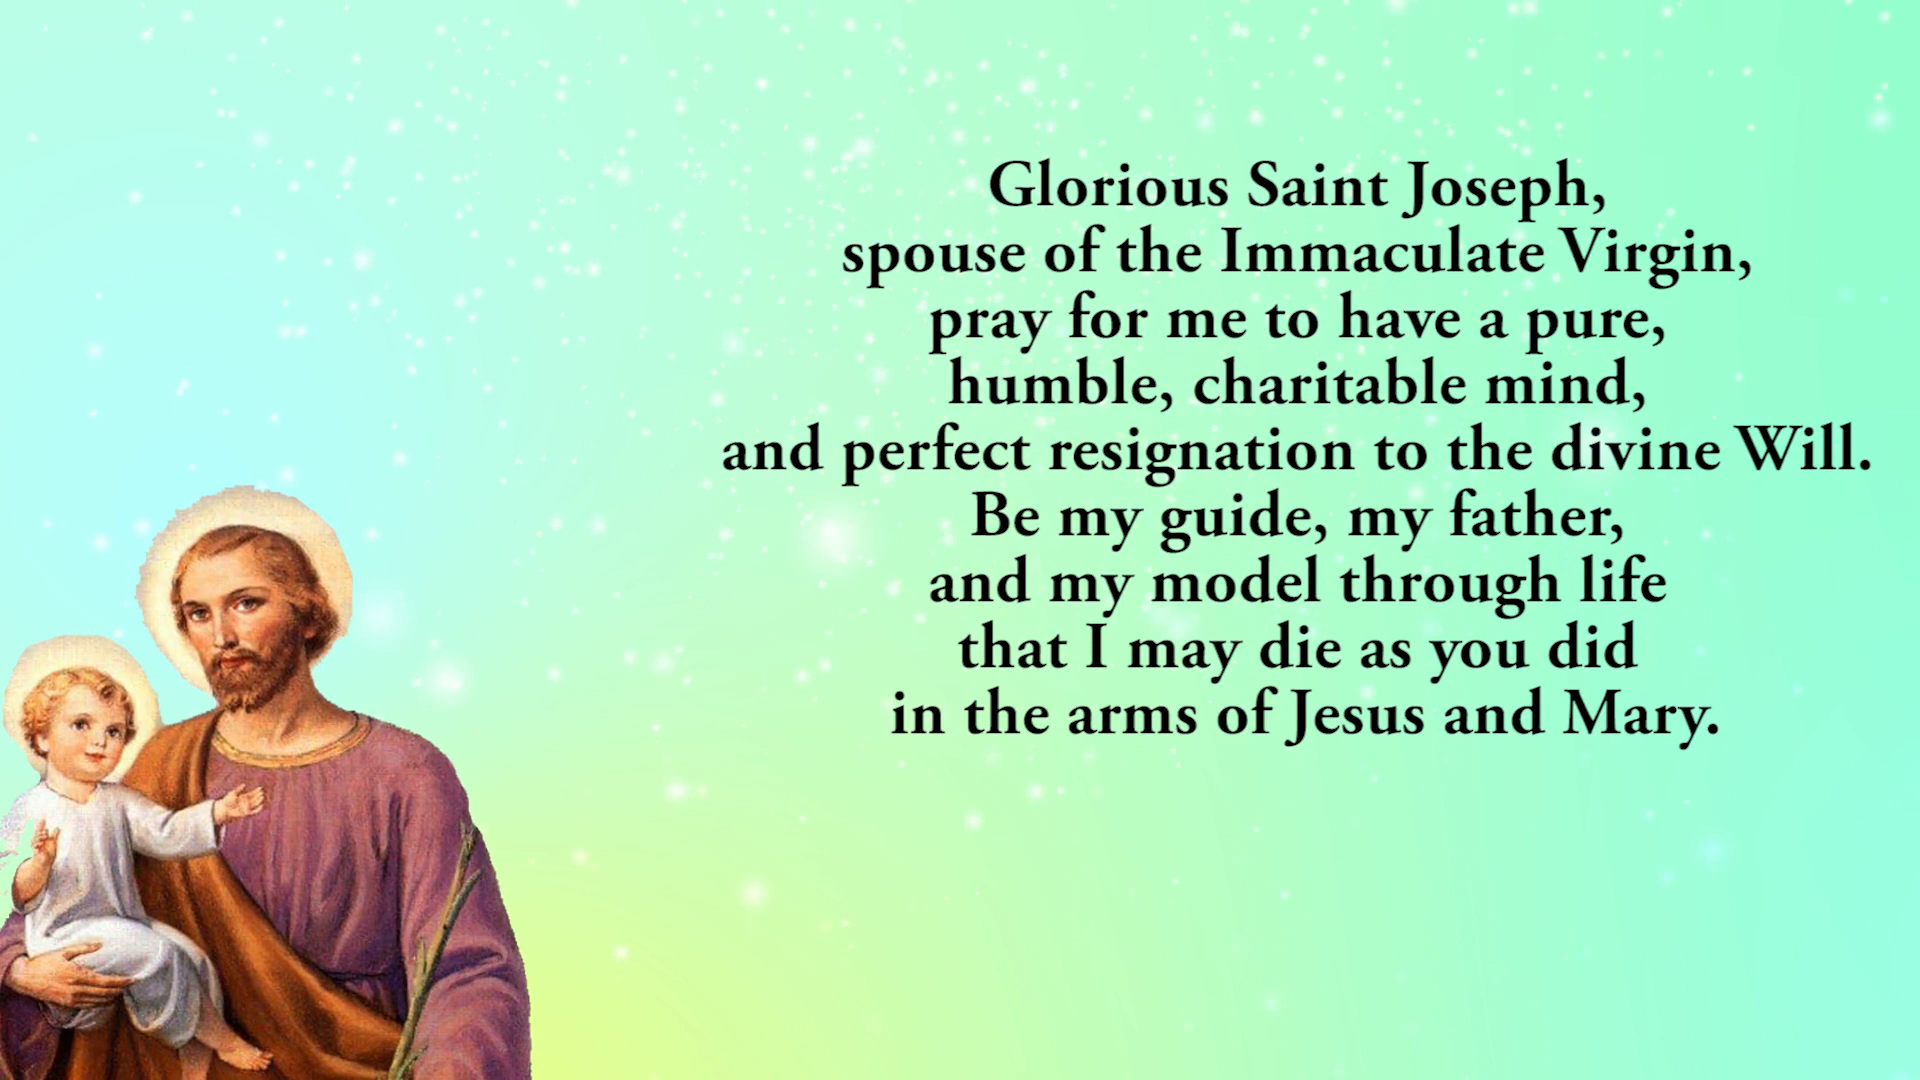 Glorious Saint Joseph,
spouse of the Immaculate Virgin,
pray for me to have a pure,
humble, charitable mind,
and perfect resignation to the divine Will.
Be my guide, my father,
and my model through life
that I may die as you did
in the arms of Jesus and Mary.